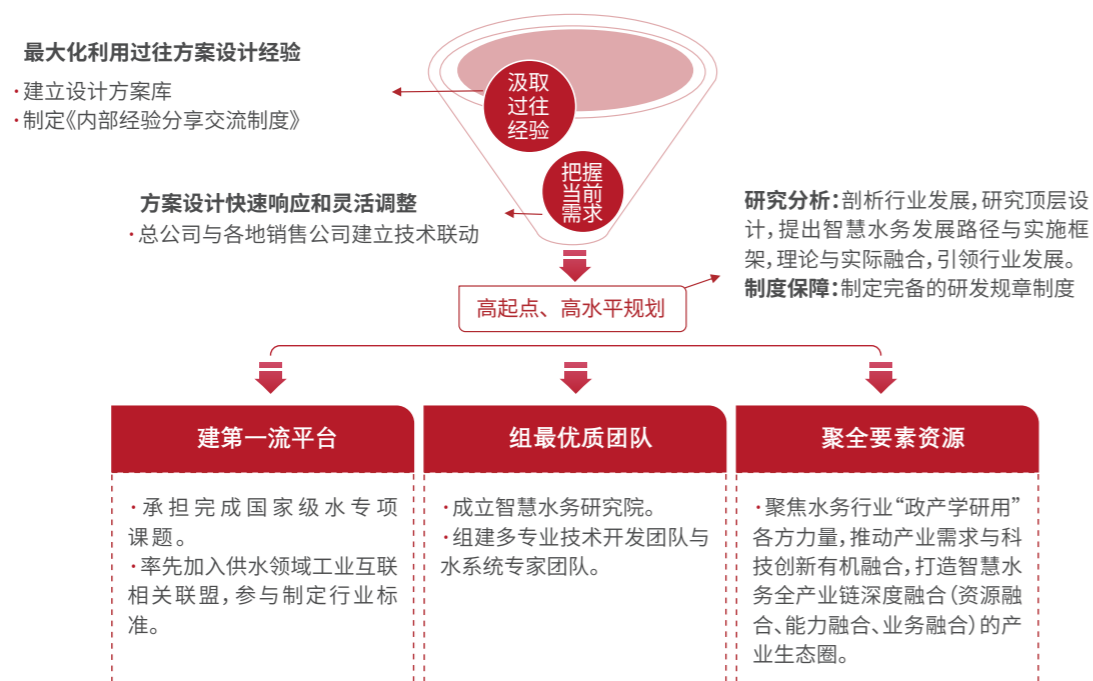 最大化利用过往方案设计经验
·建立设计方案库
·制定《内部经验分享交流制度》
汲取
过往
经验
把握
当前
需求
方案设计快速响应和灵活调整
·总公司与各地销售公司建立技术联动
研究分析：剖析行业发展，研究顶层设
计，提出智慧水务发展路径与实施框
架，理论与实际融合，引领行业发展。
制度保障：制定完备的研发规章制度
高起点、高水平规划
建第一流平台
·承担完成国家级水专项
课题。
·率先加入供水领域工业互联
相关联盟，参与制定行业标
准。
组最优质团队
·成立智慧水务研究院。
·组建多专业技术开发团队与
水系统专家团队。
聚全要素资源
·聚焦水务行业“政产学研用”
各方力量，推动产业需求与科
技创新有机融合，打造智慧水
务全产业链深度融合（资源融
合、能力融合、业务融合）的产
业生态圈。